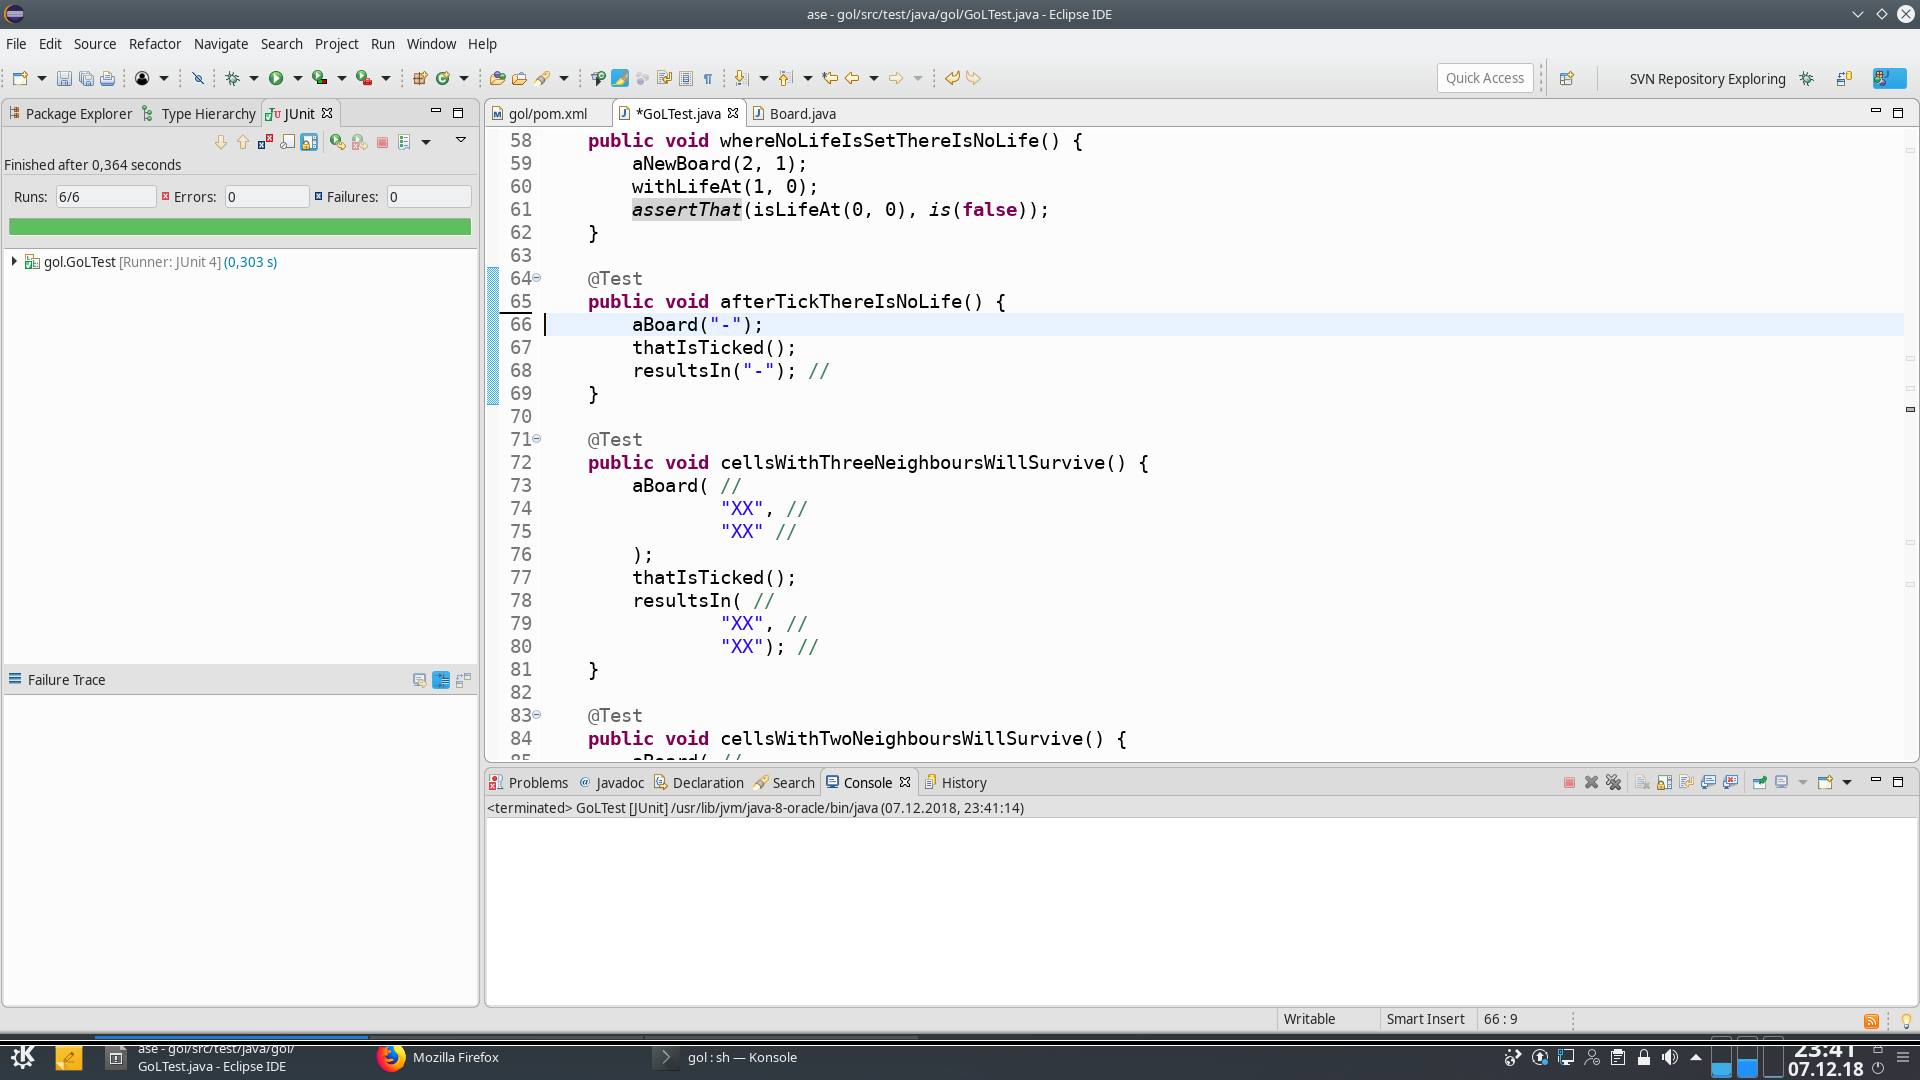 ase - gol/src/test/java/gol/GoLTest.java - Eclipse IDE
File Edit Source Refactor Navigate Search Project Run Window Help
Quick Access
SVN Repository Exploring
Package Explorer Type Hierarchy JUnit
Finished after 0,364 seconds
Runs: 6/6 Errors: 0 Failures: 0
gol.GoLTest [Runner: JUnit 4] (0,303 s)
Failure Trace
gol/pom.xml *GoLTest.java Board.java
58 public void whereNoLifeIsSetThereIsNoLife() {
59 aNewBoard(2, 1);
60 withLifeAt(1, 0);
61 assertThat(isLifeAt(0, 0), is(false));
62 }
63
64 @Test
65 public void afterTickThereIsNoLife() {
66 aBoard("-");
67 thatIsTicked();
68 resultsIn("-"); //
69 }
70
71 @Test
72 public void cellsWithThreeNeighboursWillSurvive() {
73 aBoard( //
74 "XX", //
75 "XX" //
76 );
77 thatIsTicked();
78 resultsIn( //
79 "XX", //
80 "XX"); //
81 }
82
83 @Test
84 public void cellsWithTwoNeighboursWillSurvive() {
85 aBoard( //
Problems Javadoc Declaration Search Console History
<terminated> GoLTest [JUnit] /usr/lib/jvm/java-8-oracle/bin/java (07.12.2018, 23:41:14)
Writable Smart Insert 66 : 9
ase - gol/src/test/java/gol/
GoLTest.java - Eclipse IDE
Mozilla Firefox
gol : sh — Konsole
23:41
07.12.18